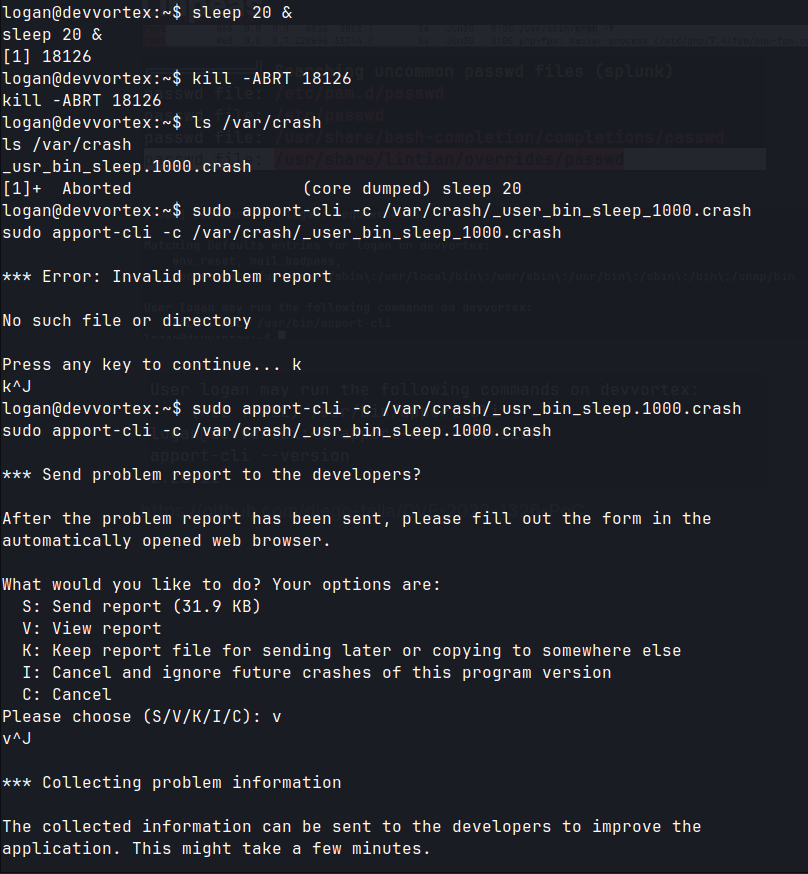 logan@devvortex:~$ sleep 20 &
sleep 20 &
[1] 18126
logan@devvortex:~$ kill -ABRT 18126
kill -ABRT 18126
logan@devvortex:~$ ls /var/crash
ls /var/crash
_usr_bin_sleep.1000.crash
[1]+  Aborted                 (core dumped) sleep 20
logan@devvortex:~$ sudo apport-cli -c /var/crash/_user_bin_sleep_1000.crash
sudo apport-cli -c /var/crash/_user_bin_sleep_1000.crash
*** Error: Invalid problem report
No such file or directory
Press any key to continue... k
k^J
logan@devvortex:~$ sudo apport-cli -c /var/crash/_usr_bin_sleep.1000.crash
sudo apport-cli -c /var/crash/_usr_bin_sleep.1000.crash
*** Send problem report to the developers?
After the problem report has been sent, please fill out the form in the
automatically opened web browser.
What would you like to do? Your options are:
  S: Send report (31.9 KB)
  V: View report
  K: Keep report file for sending later or copying to somewhere else
  I: Cancel and ignore future crashes of this program version
  C: Cancel
Please choose (S/V/K/I/C): v
v^J
*** Collecting problem information
The collected information can be sent to the developers to improve the
application. This might take a few minutes.